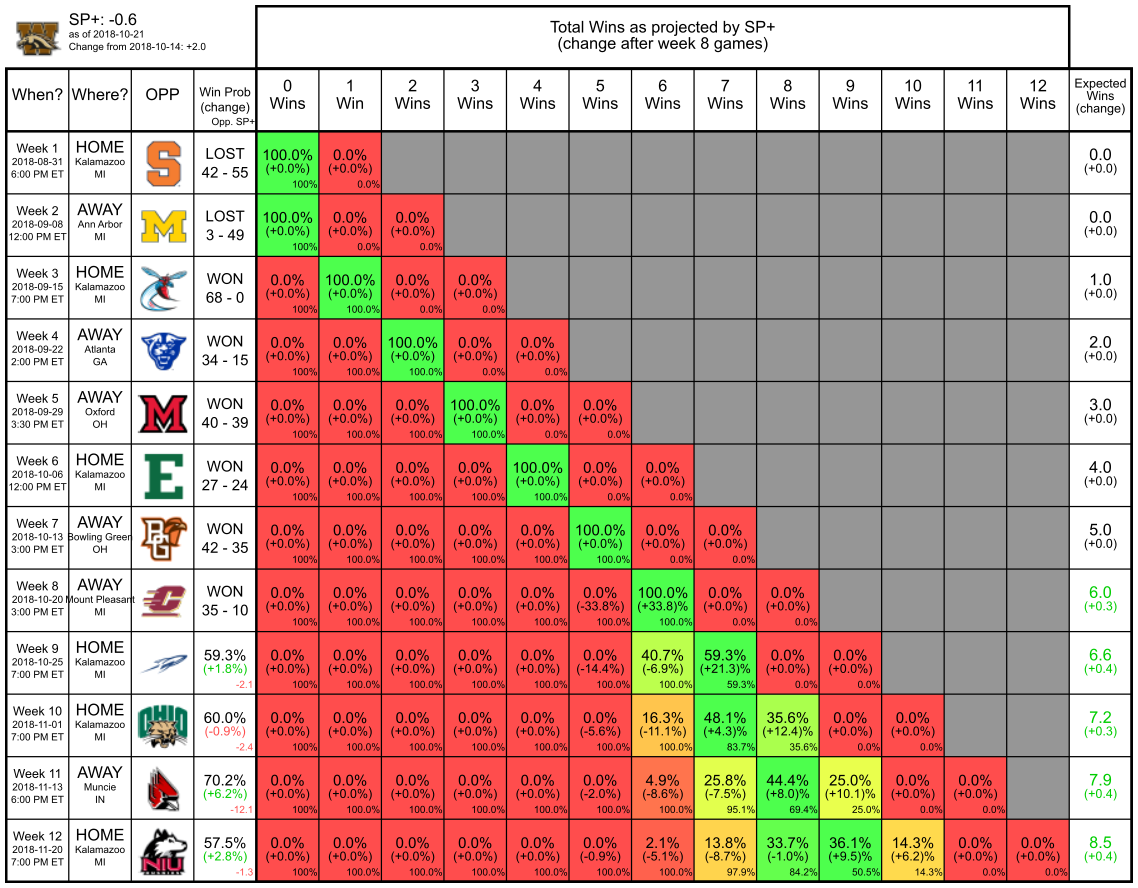 SP+: -0.6
as of 2018-10-21
Change from 2018-10-14: +2.0
Total Wins as projected by SP+
(change after week 8 games)
When? Where? OPP Win Prob (change) Opp. SP+ 0 Wins 1 Win 2 Wins 3 Wins 4 Wins 5 Wins 6 Wins 7 Wins 8 Wins 9 Wins 10 Wins 11 Wins 12 Wins Expected Wins (change)
Week 1 HOME S LOST 100.0% 0.0% 0.0
2018-08-31 Kalamazoo (+0.0%) (+0.0%) (+0.0)
6:00 PM ET MI 42 - 55 100% 0.0%
Week 2 AWAY M LOST 100.0% 0.0% 0.0% 0.0
2018-09-08 Ann Arbor (+0.0%) (+0.0%) (+0.0%) (+0.0)
12:00 PM ET MI 3 - 49 100% 0.0% 0.0%
Week 3 HOME WON 0.0% 100.0% 0.0% 0.0% 1.0
2018-09-15 Kalamazoo (+0.0%) (+0.0%) (+0.0%) (+0.0%) (+0.0)
7:00 PM ET MI 68 - 0 100% 100.0% 0.0% 0.0%
Week 4 AWAY WON 0.0% 0.0% 100.0% 0.0% 0.0% 2.0
2018-09-22 Atlanta (+0.0%) (+0.0%) (+0.0%) (+0.0%) (+0.0%) (+0.0)
2:00 PM ET GA 34 - 15 100% 100.0% 100.0% 0.0% 0.0%
Week 5 AWAY M WON 0.0% 0.0% 0.0% 100.0% 0.0% 0.0% 3.0
2018-09-29 Oxford (+0.0%) (+0.0%) (+0.0%) (+0.0%) (+0.0%) (+0.0%) (+0.0)
3:30 PM ET OH 40 - 39 100% 100.0% 100.0% 100.0% 0.0% 0.0%
Week 6 HOME E WON 0.0% 0.0% 0.0% 0.0% 100.0% 0.0% 0.0% 4.0
2018-10-06 Kalamazoo (+0.0%) (+0.0%) (+0.0%) (+0.0%) (+0.0%) (+0.0%) (+0.0%) (+0.0)
12:00 PM ET MI 27 - 24 100% 100.0% 100.0% 100.0% 100.0% 0.0% 0.0%
Week 7 AWAY BG WON 0.0% 0.0% 0.0% 0.0% 0.0% 100.0% 0.0% 0.0% 5.0
2018-10-13 Bowling Green (+0.0%) (+0.0%) (+0.0%) (+0.0%) (+0.0%) (+0.0%) (+0.0%) (+0.0%) (+0.0)
3:00 PM ET OH 42 - 35 100% 100.0% 100.0% 100.0% 100.0% 100.0% 0.0% 0.0%
Week 8 AWAY C WON 0.0% 0.0% 0.0% 0.0% 0.0% 0.0% 100.0% 0.0% 0.0% 6.0
2018-10-20 Mount Pleasant (+0.0%) (+0.0%) (+0.0%) (+0.0%) (+0.0%) (-33.8%) (+33.8)% (+0.0%) (+0.0%) (+0.3)
3:00 PM ET MI 35 - 10 100% 100.0% 100.0% 100.0% 100.0% 100.0% 100.0% 0.0% 0.0%
Week 9 HOME 59.3% 0.0% 0.0% 0.0% 0.0% 0.0% 0.0% 40.7% 59.3% 0.0% 0.0% 6.6
2018-10-25 Kalamazoo (+1.8%) (+0.0%) (+0.0%) (+0.0%) (+0.0%) (+0.0%) (-14.4%) (-6.9%) (+21.3)% (+0.0%) (+0.0%) (+0.4)
7:00 PM ET MI -2.1 100% 100.0% 100.0% 100.0% 100.0% 100.0% 100.0% 59.3% 0.0% 0.0%
Week 10 HOME OHIO 60.0% 0.0% 0.0% 0.0% 0.0% 0.0% 0.0% 16.3% 48.1% 35.6% 0.0% 0.0% 7.2
2018-11-01 Kalamazoo (-0.9%) (+0.0%) (+0.0%) (+0.0%) (+0.0%) (+0.0%) (-5.6%) (-11.1%) (+4.3)% (+12.4)% (+0.0%) (+0.0%) (+0.3)
7:00 PM ET MI -2.4 100% 100.0% 100.0% 100.0% 100.0% 100.0% 100.0% 83.7% 35.6% 0.0% 0.0%
Week 11 AWAY 70.2% 0.0% 0.0% 0.0% 0.0% 0.0% 0.0% 4.9% 25.8% 44.4% 25.0% 0.0% 0.0% 7.9
2018-11-13 Muncie (+6.2%) (+0.0%) (+0.0%) (+0.0%) (+0.0%) (+0.0%) (-2.0%) (-8.6%) (-7.5%) (+8.0)% (+10.1)% (+0.0%) (+0.0%) (+0.4)
6:00 PM ET IN -12.1 100% 100.0% 100.0% 100.0% 100.0% 100.0% 100.0% 95.1% 69.4% 25.0% 0.0% 0.0%
Week 12 HOME NIU 57.5% 0.0% 0.0% 0.0% 0.0% 0.0% 0.0% 2.1% 13.8% 33.7% 36.1% 14.3% 0.0% 0.0% 8.5
2018-11-20 Kalamazoo (+2.8%) (+0.0%) (+0.0%) (+0.0%) (+0.0%) (+0.0%) (-0.9%) (-5.1%) (-8.7%) (-1.0%) (+9.5)% (+6.2)% (+0.0%) (+0.0%) (+0.4)
7:00 PM ET MI -1.3 100% 100.0% 100.0% 100.0% 100.0% 100.0% 100.0% 97.9% 84.2% 50.5% 14.3% 0.0% 0.0%